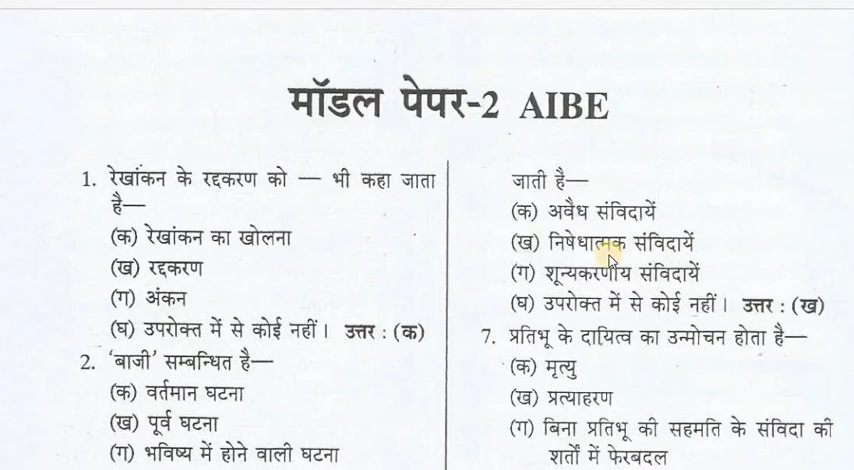 मॉडल पेपर-2 AIBE
1. रेखांकन के रद्दकरण को — भी कहा जाता
है—
(क) रेखांकन का खोलना
(ख) रद्दकरण
(ग) अंकन
(घ) उपरोक्त में से कोई नहीं। उत्तर : (क)
2. ‘बाजी’ सम्बन्धित है—
(क) वर्तमान घटना
(ख) पूर्व घटना
(ग) भविष्य में होने वाली घटना
जाती है—
(क) अवैध संविदायें
(ख) निषेधात्मक संविदायें
(ग) शून्यकरणीय संविदायें
(घ) उपरोक्त में से कोई नहीं। उत्तर : (ख)
7. प्रतिभू के दायित्व का उन्मोचन होता है—
(क) मृत्यु
(ख) प्रत्याहरण
(ग) बिना प्रतिभू की सहमति के संविदा की
शर्तों में फेरबदल